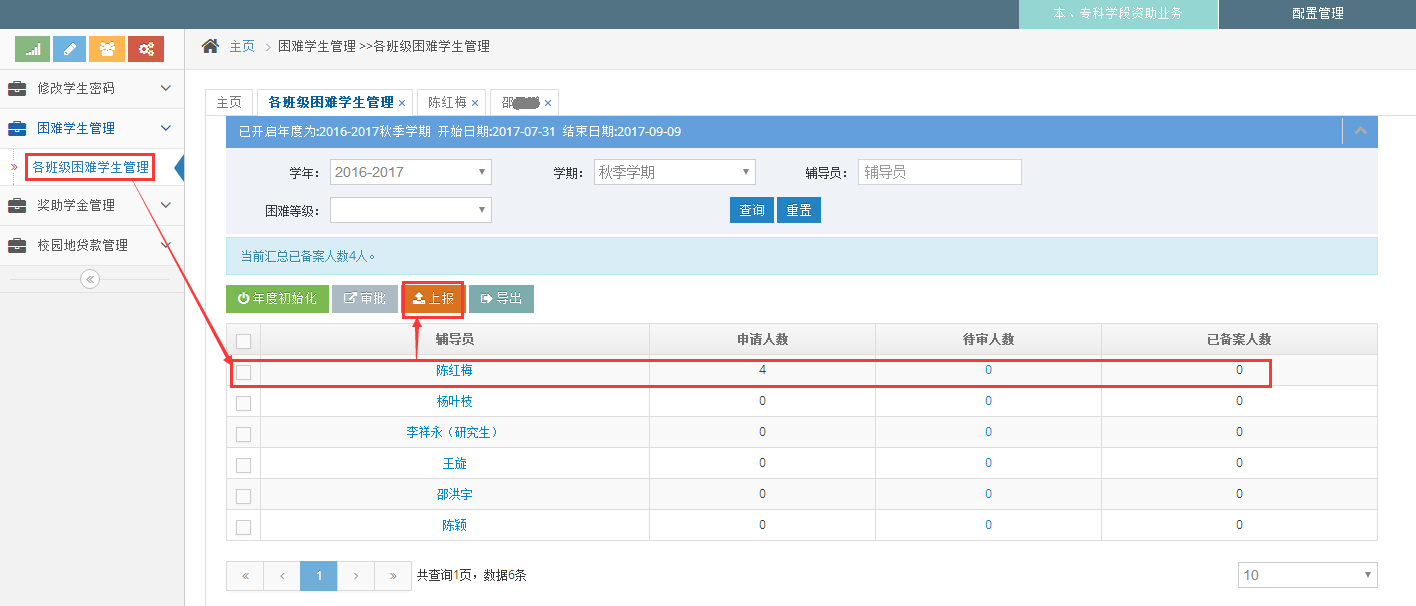 本、专科学段资助业务 配置管理
主页 困难学生管理 >>各班级困难学生管理
修改学生密码
困难学生管理
各班级困难学生管理
奖助学金管理
校园地贷款管理
主页 各班级困难学生管理 × 陈红梅 × 邵 ×
已开启年度为:2016-2017秋季学期 开始日期:2017-07-31 结束日期:2017-09-09
学年: 2016-2017 学期: 秋季学期 辅导员: 辅导员
困难等级: 查询 重置
当前汇总已备案人数4人。
年度初始化 审批 上报 导出
辅导员 申请人数 待审人数 已备案人数
陈红梅 4 0 0
杨叶枝 0 0 0
李祥永（研究生） 0 0 0
王旋 0 0 0
邵洪宇 0 0 0
陈颖 0 0 0
« ‹ 1 › » 共查询1页，数据6条 10